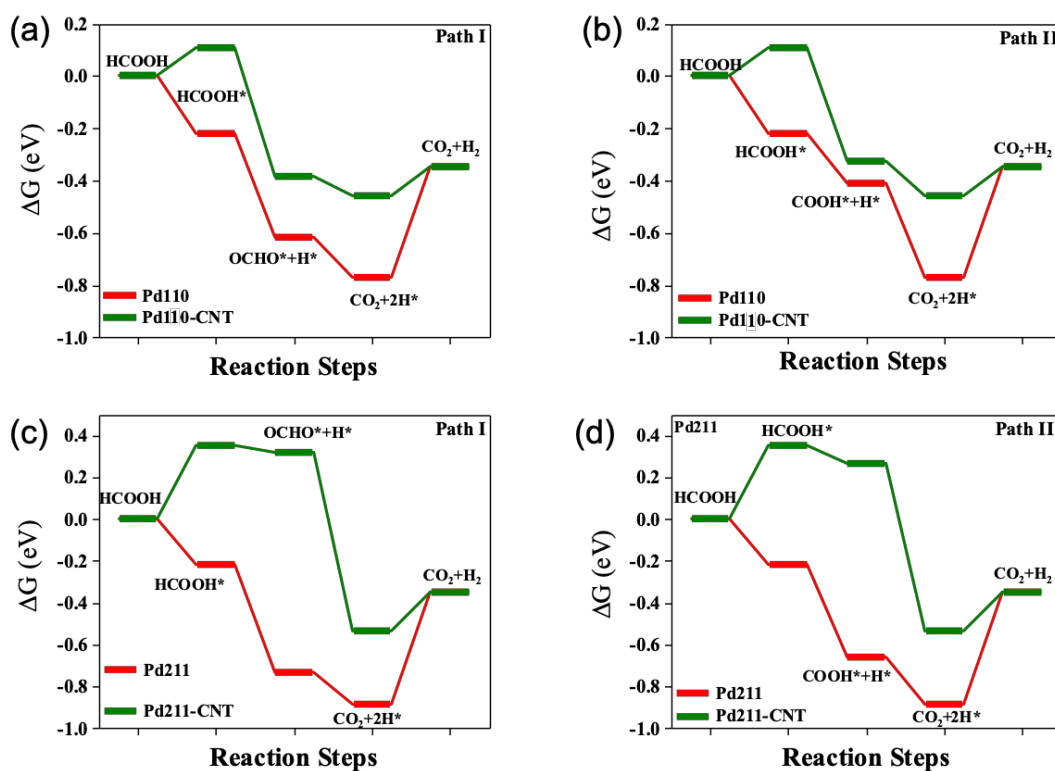 (a)
Path I
0.2
0.0
-0.2
-0.4
-0.6
-0.8
-1.0
ΔG (eV)
HCOOH
HCOOH*
OCHO*+H*
CO₂+2H*
CO₂+H₂
Pd110
Pd110-CNT
Reaction Steps
(b)
Path II
0.2
0.0
-0.2
-0.4
-0.6
-0.8
-1.0
ΔG (eV)
HCOOH
HCOOH*
COOH*+H*
CO₂+2H*
CO₂+H₂
Pd110
Pd110-CNT
Reaction Steps
(c)
Path I
0.4
0.2
0.0
-0.2
-0.4
-0.6
-0.8
-1.0
ΔG (eV)
OCHO*+H*
HCOOH
HCOOH*
CO₂+H₂
CO₂+2H*
Pd211
Pd211-CNT
Reaction Steps
(d)
Pd211
Path II
0.4
0.2
0.0
-0.2
-0.4
-0.6
-0.8
-1.0
ΔG (eV)
HCOOH*
HCOOH
CO₂+H₂
COOH*+H*
CO₂+2H*
Pd211
Pd211-CNT
Reaction Steps